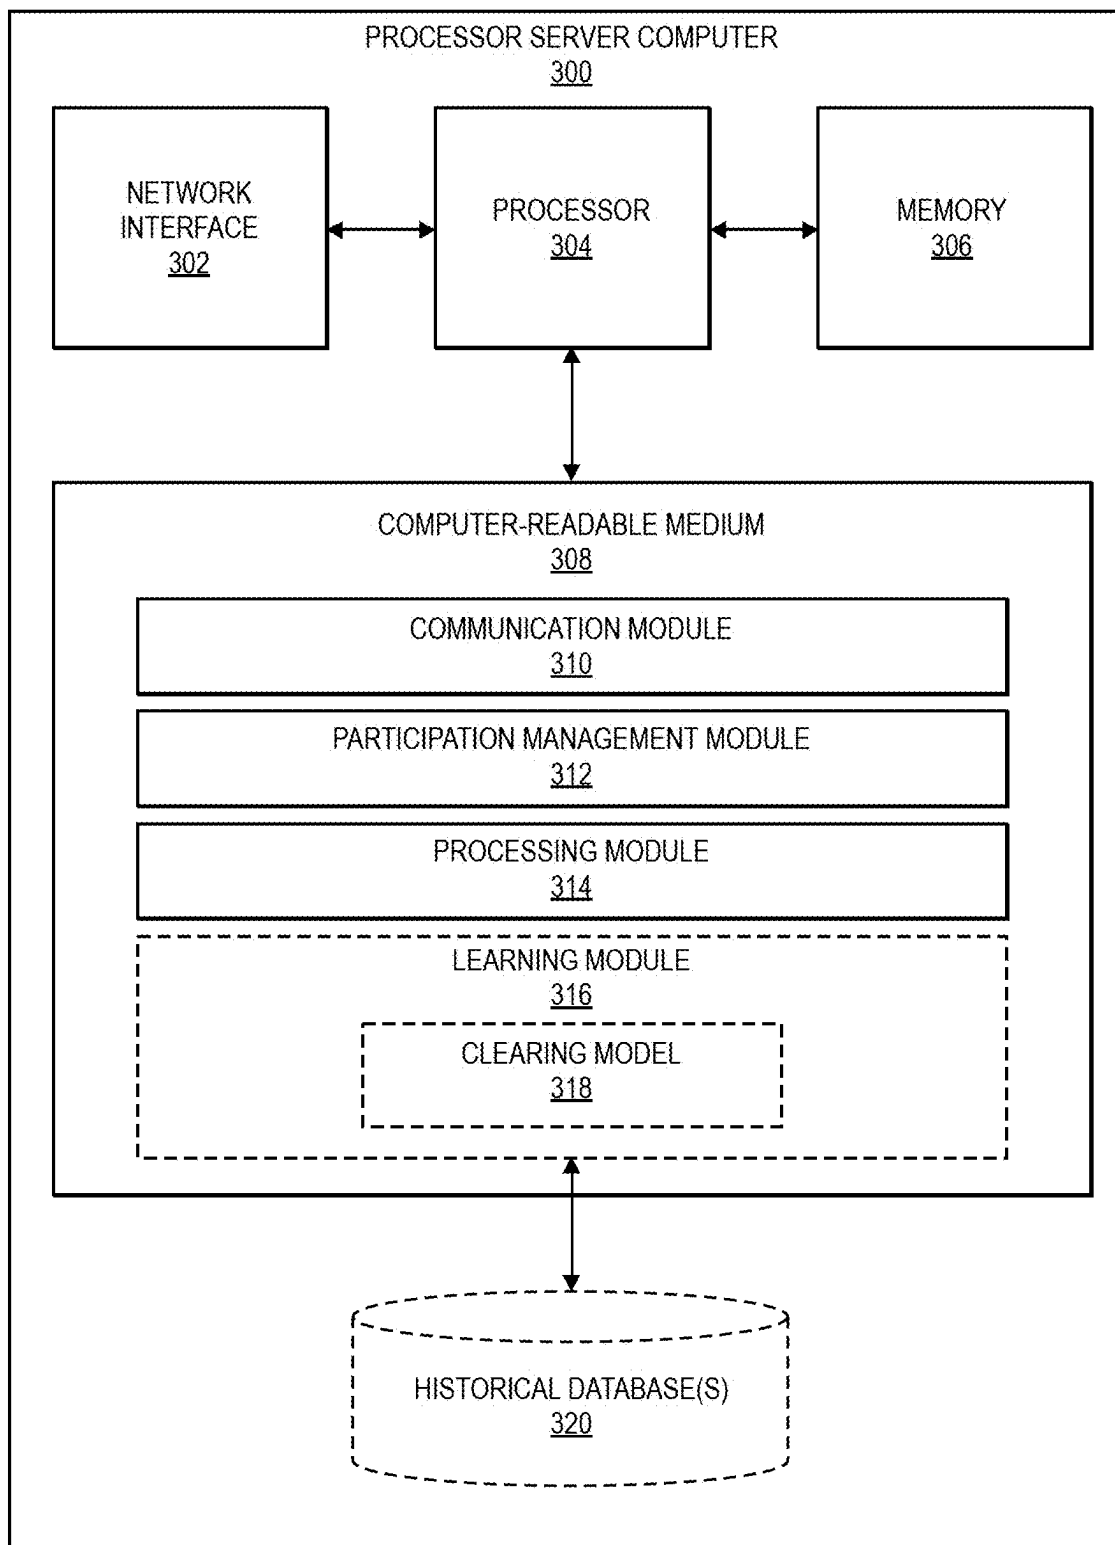 PROCESSOR SERVER COMPUTER
300
NETWORK
INTERFACE
302
PROCESSOR
304
MEMORY
306
COMPUTER-READABLE MEDIUM
308
COMMUNICATION MODULE
310
PARTICIPATION MANAGEMENT MODULE
312
PROCESSING MODULE
314
LEARNING MODULE
316
CLEARING MODEL
318
HISTORICAL DATABASE(S)
320